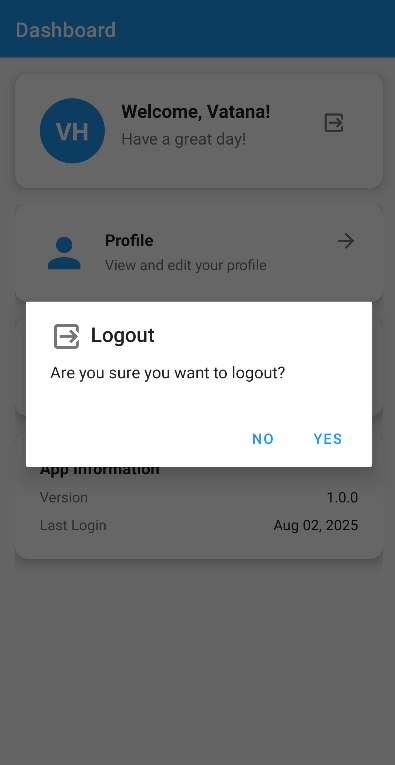 Dashboard
VH
Welcome, Vatana!
Have a great day!
Profile
View and edit your profile
Logout
Are you sure you want to logout?
NO YES
App Information
Version 1.0.0
Last Login Aug 02, 2025